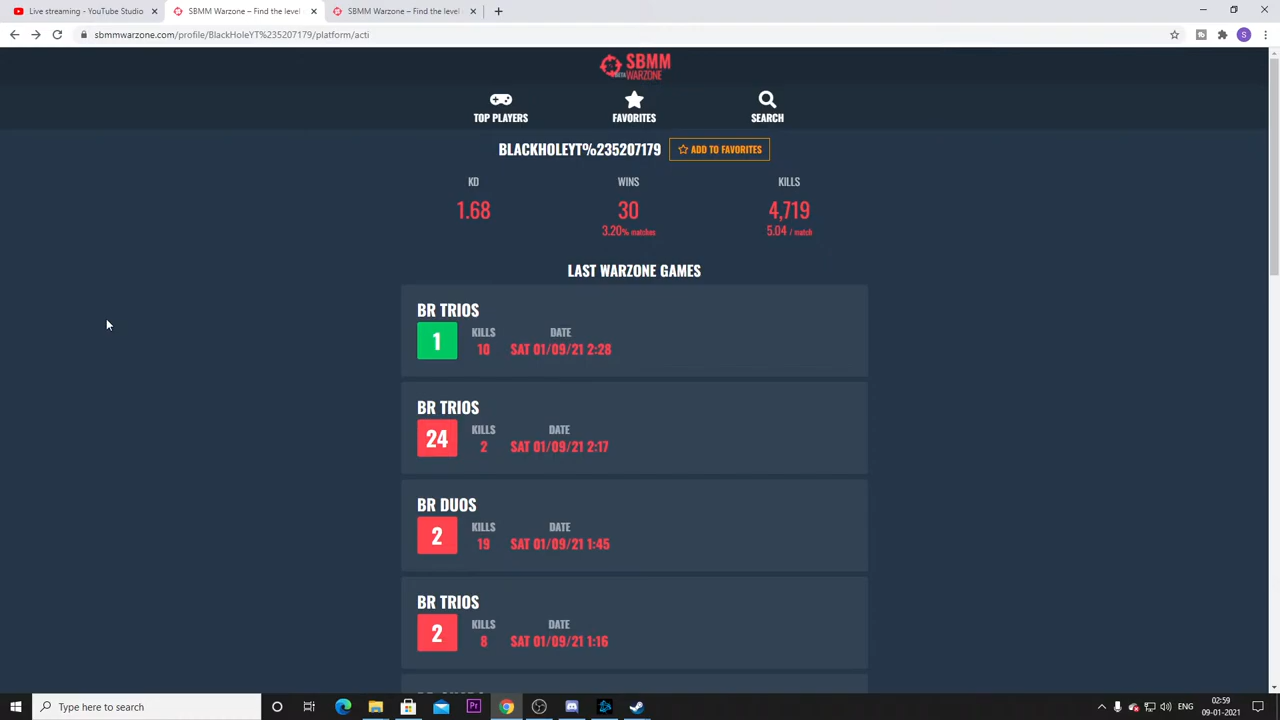 Live streaming - YouTube Studio
SBMM Warzone – Find the level
SBMM Warzone – Find the level
sbmmwarzone.com/profile/BlackHoleYT%235207179/platform/acti
S
SBMM
BETA WARZONE
TOP PLAYERS
FAVORITES
SEARCH
BLACKHOLEYT%235207179
ADD TO FAVORITES
KD
WINS
KILLS
1.68
30
4,719
3.20% matches
5.04 / match
LAST WARZONE GAMES
BR TRIOS
1
KILLS
DATE
10
SAT 01/09/21 2:28
BR TRIOS
24
KILLS
DATE
2
SAT 01/09/21 2:17
BR DUOS
2
KILLS
DATE
19
SAT 01/09/21 1:45
BR TRIOS
2
KILLS
DATE
8
SAT 01/09/21 1:16
Type here to search
Pr
ENG
02:59
09-01-2021